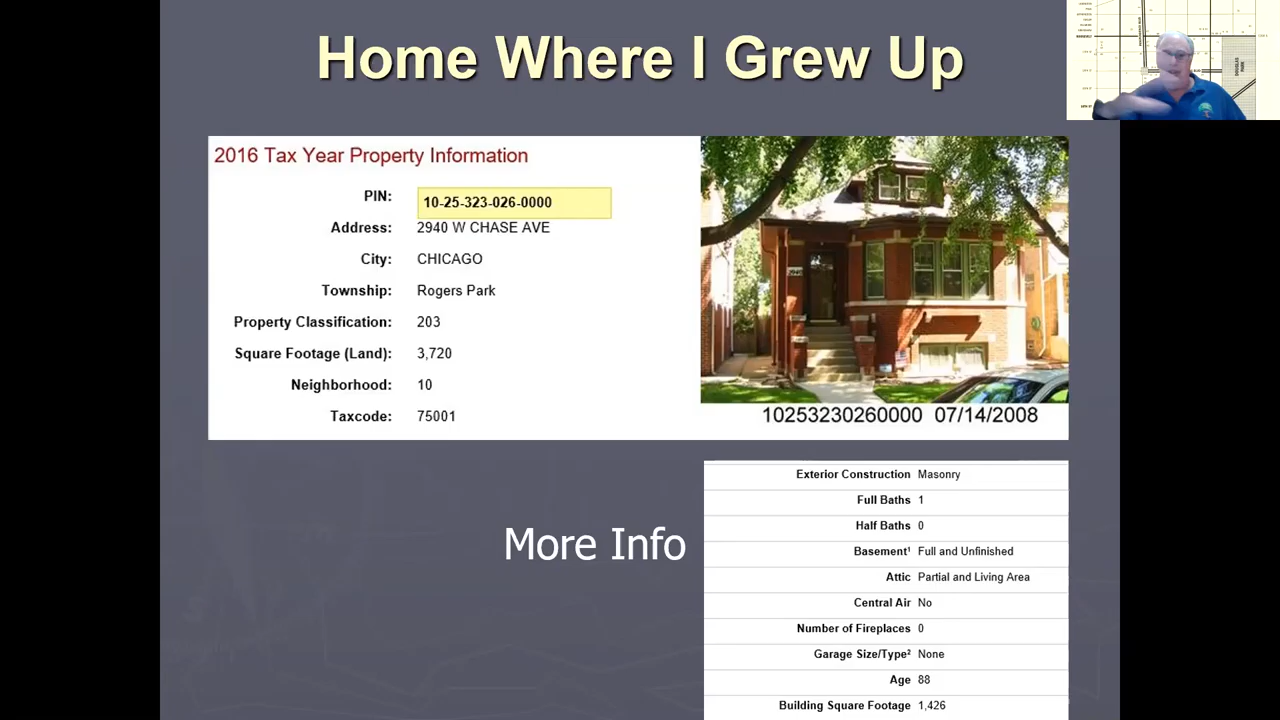 Home Where I Grew Up
2016 Tax Year Property Information
PIN: 10-25-323-026-0000
Address: 2940 W CHASE AVE
City: CHICAGO
Township: Rogers Park
Property Classification: 203
Square Footage (Land): 3,720
Neighborhood: 10
Taxcode: 75001
10253230260000 07/14/2008
More Info
Exterior Construction Masonry
Full Baths 1
Half Baths 0
Basement¹ Full and Unfinished
Attic Partial and Living Area
Central Air No
Number of Fireplaces 0
Garage Size/Type² None
Age 88
Building Square Footage 1,426
DOUGLAS
PARK